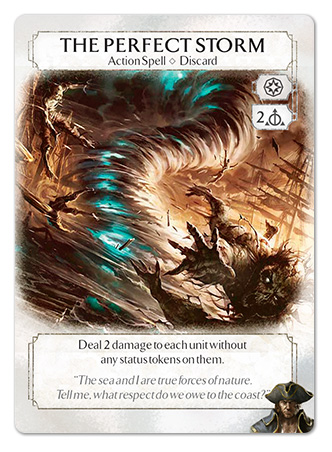 THE PERFECT STORM
Action Spell ◇ Discard
2
Deal 2 damage to each unit without
any status tokens on them.
"The sea and I are true forces of nature.
Tell me, what respect do we owe to the coast?"